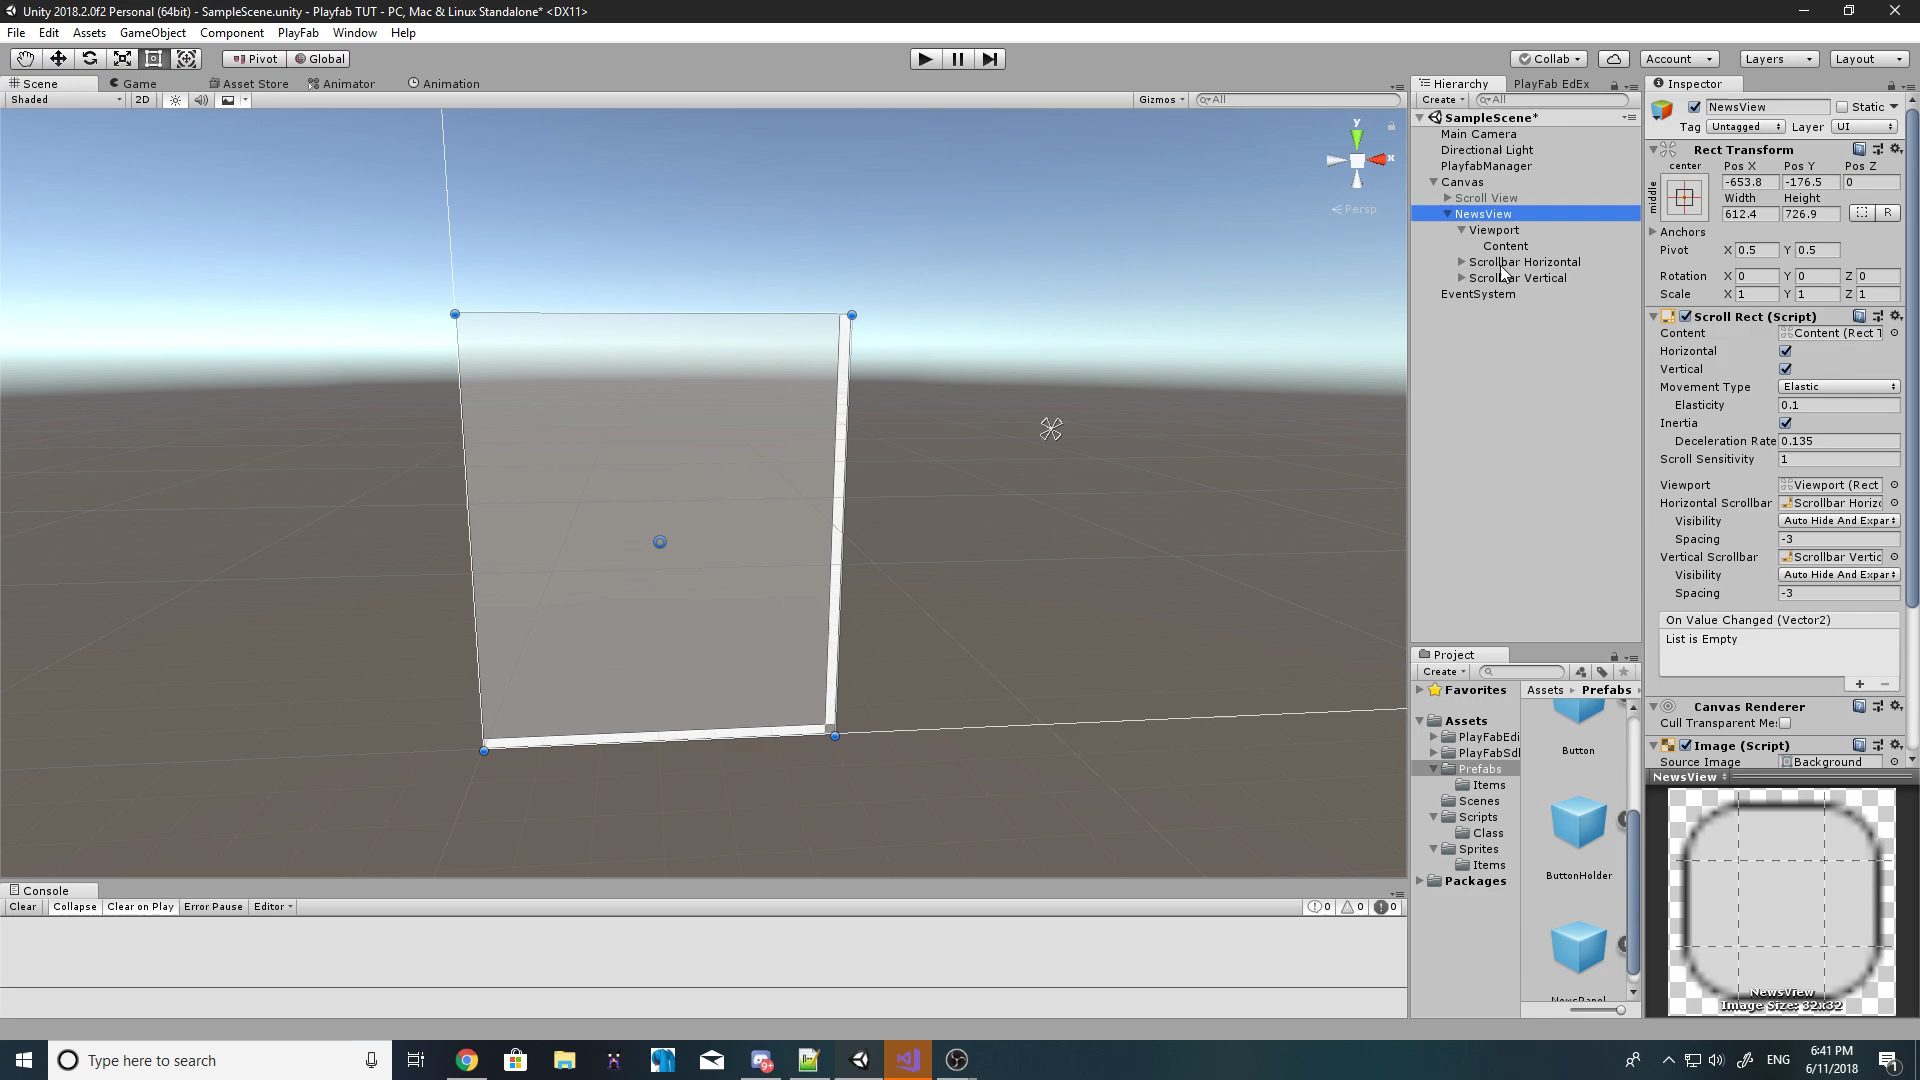 Unity 2018.2.0f2 Personal (64bit) - SampleScene.unity - Playfab TUT - PC, Mac & Linux Standalone* <DX11>
File Edit Assets GameObject Component PlayFab Window Help
Pivot Global Collab Account Layers Layout
Scene Game Asset Store Animator Animation
Shaded 2D Gizmos All
y
x
Persp
Hierarchy PlayFab EdEx
Create All
SampleScene*
Main Camera
Directional Light
PlayfabManager
Canvas
Scroll View
NewsView
Viewport
Content
Scrollbar Horizontal
Scrollbar Vertical
EventSystem
Inspector
NewsView Static
Tag Untagged Layer UI
Rect Transform
center Pos X Pos Y Pos Z
middle -653.8 -176.5 0
Width Height
612.4 726.9 R
Anchors
Pivot X 0.5 Y 0.5
Rotation X 0 Y 0 Z 0
Scale X 1 Y 1 Z 1
Scroll Rect (Script)
Content Content (Rect T
Horizontal
Vertical
Movement Type Elastic
Elasticity 0.1
Inertia
Deceleration Rate 0.135
Scroll Sensitivity 1
Viewport Viewport (Rect
Horizontal Scrollbar Scrollbar Horizo
Visibility Auto Hide And Expan
Spacing -3
Vertical Scrollbar Scrollbar Vertic
Visibility Auto Hide And Expan
Spacing -3
On Value Changed (Vector2)
List is Empty
+ -
Canvas Renderer
Cull Transparent Mes
Image (Script)
Source Image Background
NewsView
NewsView
Image Size: 32x32
Project
Create
Favorites
Assets
PlayFabEdi
PlayFabSdk
Prefabs
Items
Scenes
Scripts
Class
Sprites
Items
Packages
Assets Prefabs
Button
ButtonHolder
NewsPanel
Console
Clear Collapse Clear on Play Error Pause Editor 0 0 0
Type here to search
9+
ENG
6:41 PM
6/11/2018
1